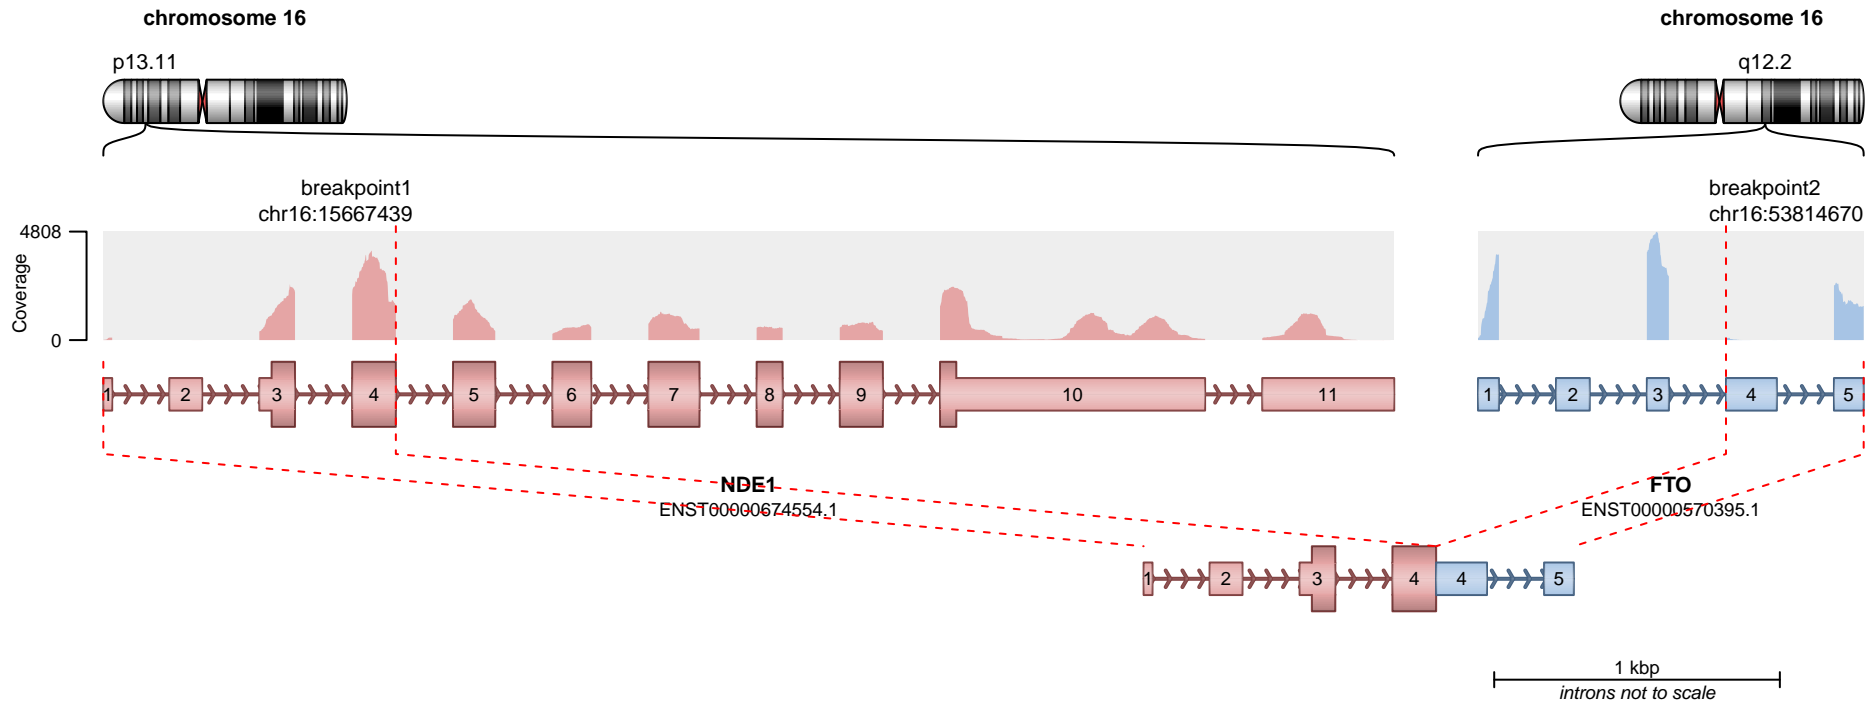 chromosome 16
chromosome 16
p13.11
q12.2
breakpoint1
chr16:15667439
breakpoint2
chr16:53814670
4808
Coverage
0
1 2 3 4 5 6 7 8 9 10 11
1 2 3 4 5
NDE1
ENST00000674554.1
FTO
ENST00000570395.1
1 2 3 4 4 5
1 kbp
introns not to scale